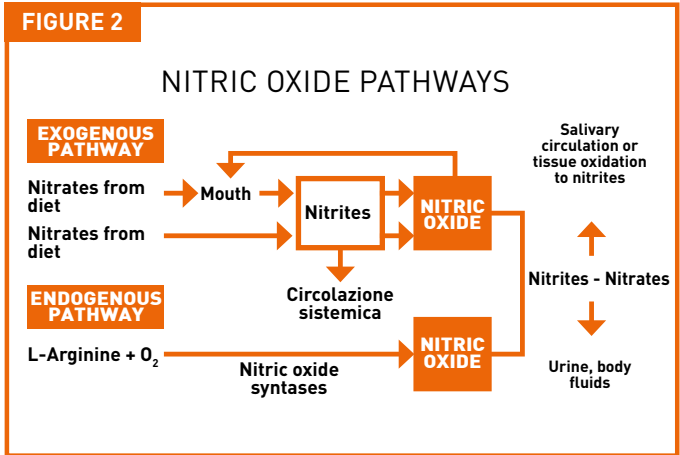 FIGURE 2
NITRIC OXIDE PATHWAYS
EXOGENOUS
PATHWAY
Nitrates from
diet
Mouth
Nitrates from
diet
Nitrites
NITRIC
OXIDE
Circolazione
sistemica
ENDOGENOUS
PATHWAY
L-Arginine + O₂
Nitric oxide
syntases
NITRIC
OXIDE
Salivary
circulation or
tissue oxidation
to nitrites
Nitrites - Nitrates
Urine, body
fluids